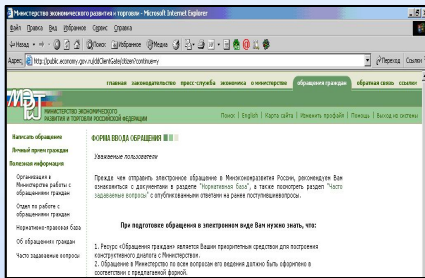 Министерство экономического развития и торговли - Microsoft Internet Explorer
Файл Правка Вид Избранное Сервис Справка
Назад Поиск Избранное Медиа
Адрес: http://public.economy.gov.ru/iddClientGate/citizen?continue=y Переход Ссылки
главная законодательство пресс-служба экономика о министерстве обращения граждан обратная связь ссылки
МЭРТ
МИНИСТЕРСТВО ЭКОНОМИЧЕСКОГО
РАЗВИТИЯ И ТОРГОВЛИ РОССИЙСКОЙ ФЕДЕРАЦИИ
Поиск | English | Карта сайта | Изменить профайл | Помощь | Выход из системы
Написать обращение
Личный прием граждан
Полезная информация
Организация в
Министерстве работы с
обращениями граждан
Отдел по работе с
обращениями граждан
Нормативно-правовая база
Об обращениях граждан
Часто задаваемые вопросы
ФОРМА ВВОДА ОБРАЩЕНИЯ
Уважаемые пользователи
Прежде чем отправить электронное обращение в Минэкономразвития России, рекомендуем Вам
ознакомиться с документами в разделе "Нормативная база", а также посмотреть раздел "Часто
задаваемые вопросы" с опубликованными ответами на ранее поступившие вопросы.
При подготовке обращения в электронном виде Вам нужно знать, что:
1. Ресурс «Обращения граждан» является Вашим приоритетным средством для построения
конструктивного диалога с Министерством.
2. Обращение в Министерство по всем вопросам его ведения должно быть оформлено в
соответствии с предлагаемой формой.